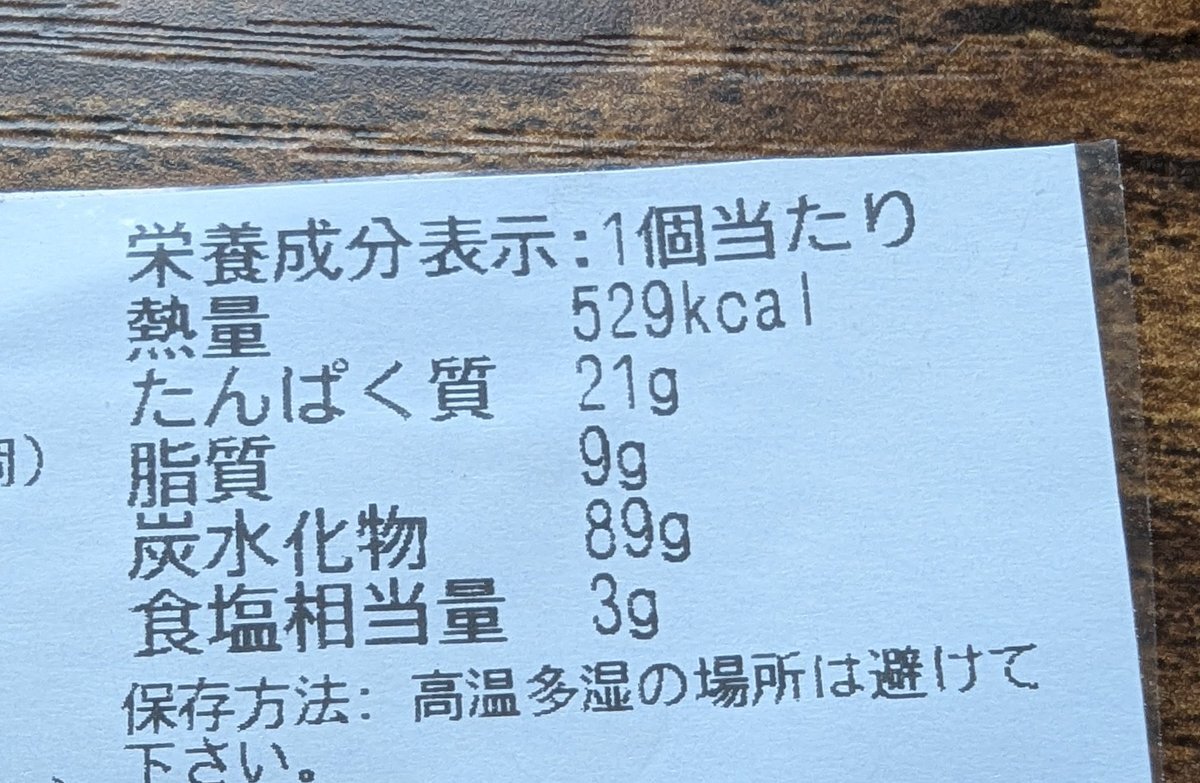 栄養成分表示:1個当たり
熱量 529kcal
たんぱく質 21g
脂質 9g
炭水化物 89g
食塩相当量 3g
保存方法: 高温多湿の場所は避けて
下さい。